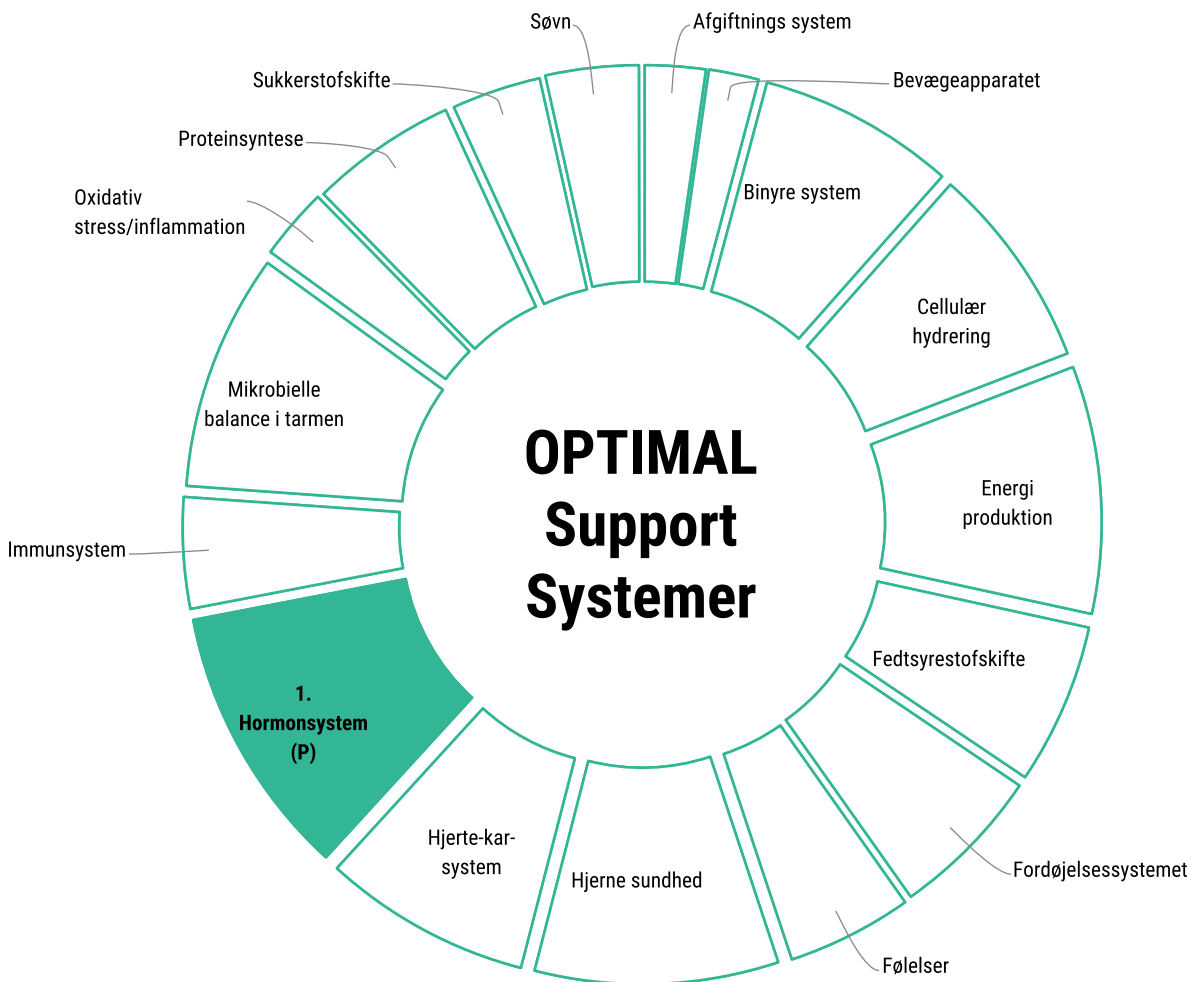 Søvn
Afgiftnings system
Sukkerstofskifte
Bevægeapparatet
Proteinsyntese
Binyre system
Oxidativ
stress/inflammation
Cellulær
hydrering
Mikrobielle
balance i tarmen
OPTIMAL
Support
Systemer
Energi
produktion
Immunsystem
Fedtsyrestofskifte
1.
Hormonsystem
(P)
Hjerte-kar-
system
Hjerne sundhed
Fordøjelsessystemet
Følelser